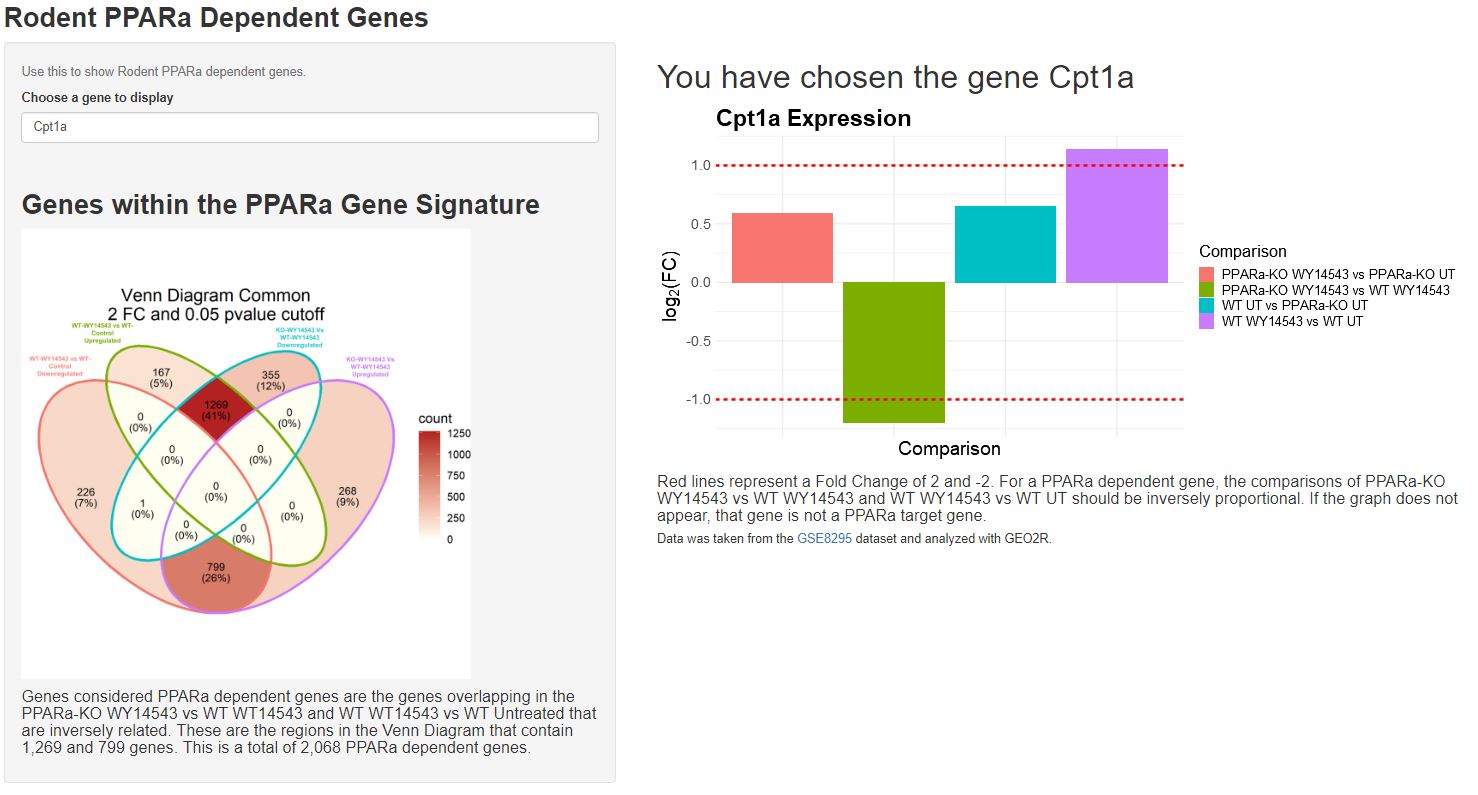 Rodent PPARa Dependent Genes
Use this to show Rodent PPARa dependent genes.
Choose a gene to display
Cpt1a
Genes within the PPARa Gene Signature
Venn Diagram Common
2 FC and 0.05 pvalue cutoff
WT-WY14543 vs WT-
Control
Upregulated
KO-WY14543 Vs
WT-WY14543
Downregulated
WT-WY14543 vs WT-
Control
Downregulated
KO-WY14543 Vs
WT-WY14543
Upregulated
167
(5%)
355
(12%)
0
(0%)
1269
(41%)
0
(0%)
0
(0%)
0
(0%)
226
(7%)
0
(0%)
268
(9%)
1
(0%)
0
(0%)
0
(0%)
0
(0%)
799
(26%)
count
1250
1000
750
500
250
0
Genes considered PPARa dependent genes are the genes overlapping in the
PPARa-KO WY14543 vs WT WT14543 and WT WT14543 vs WT Untreated that
are inversely related. These are the regions in the Venn Diagram that contain
1,269 and 799 genes. This is a total of 2,068 PPARa dependent genes.
You have chosen the gene Cpt1a
Cpt1a Expression
1.0
0.5
0.0
-0.5
-1.0
log2(FC)
Comparison
Comparison
PPARa-KO WY14543 vs PPARa-KO UT
PPARa-KO WY14543 vs WT WY14543
WT UT vs PPARa-KO UT
WT WY14543 vs WT UT
Red lines represent a Fold Change of 2 and -2. For a PPARa dependent gene, the comparisons of PPARa-KO
WY14543 vs WT WY14543 and WT WY14543 vs WT UT should be inversely proportional. If the graph does not
appear, that gene is not a PPARa target gene.
Data was taken from the GSE8295 dataset and analyzed with GEO2R.